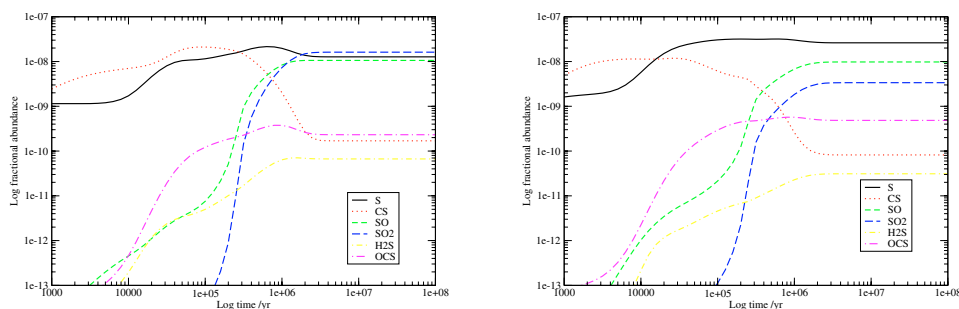 1e-07
1e-08
1e-09
1e-10
1e-11
1e-12
1e-13
Log fractional abundance
1000 10000 1e+05 1e+06 1e+07 1e+08
Log time /yr
S
CS
SO
SO2
H2S
OCS
1e-07
1e-08
1e-09
1e-10
1e-11
1e-12
1e-13
Log fractional abundance
1000 10000 1e+05 1e+06 1e+07 1e+08
Log time /yr
S
CS
SO
SO2
H2S
OCS